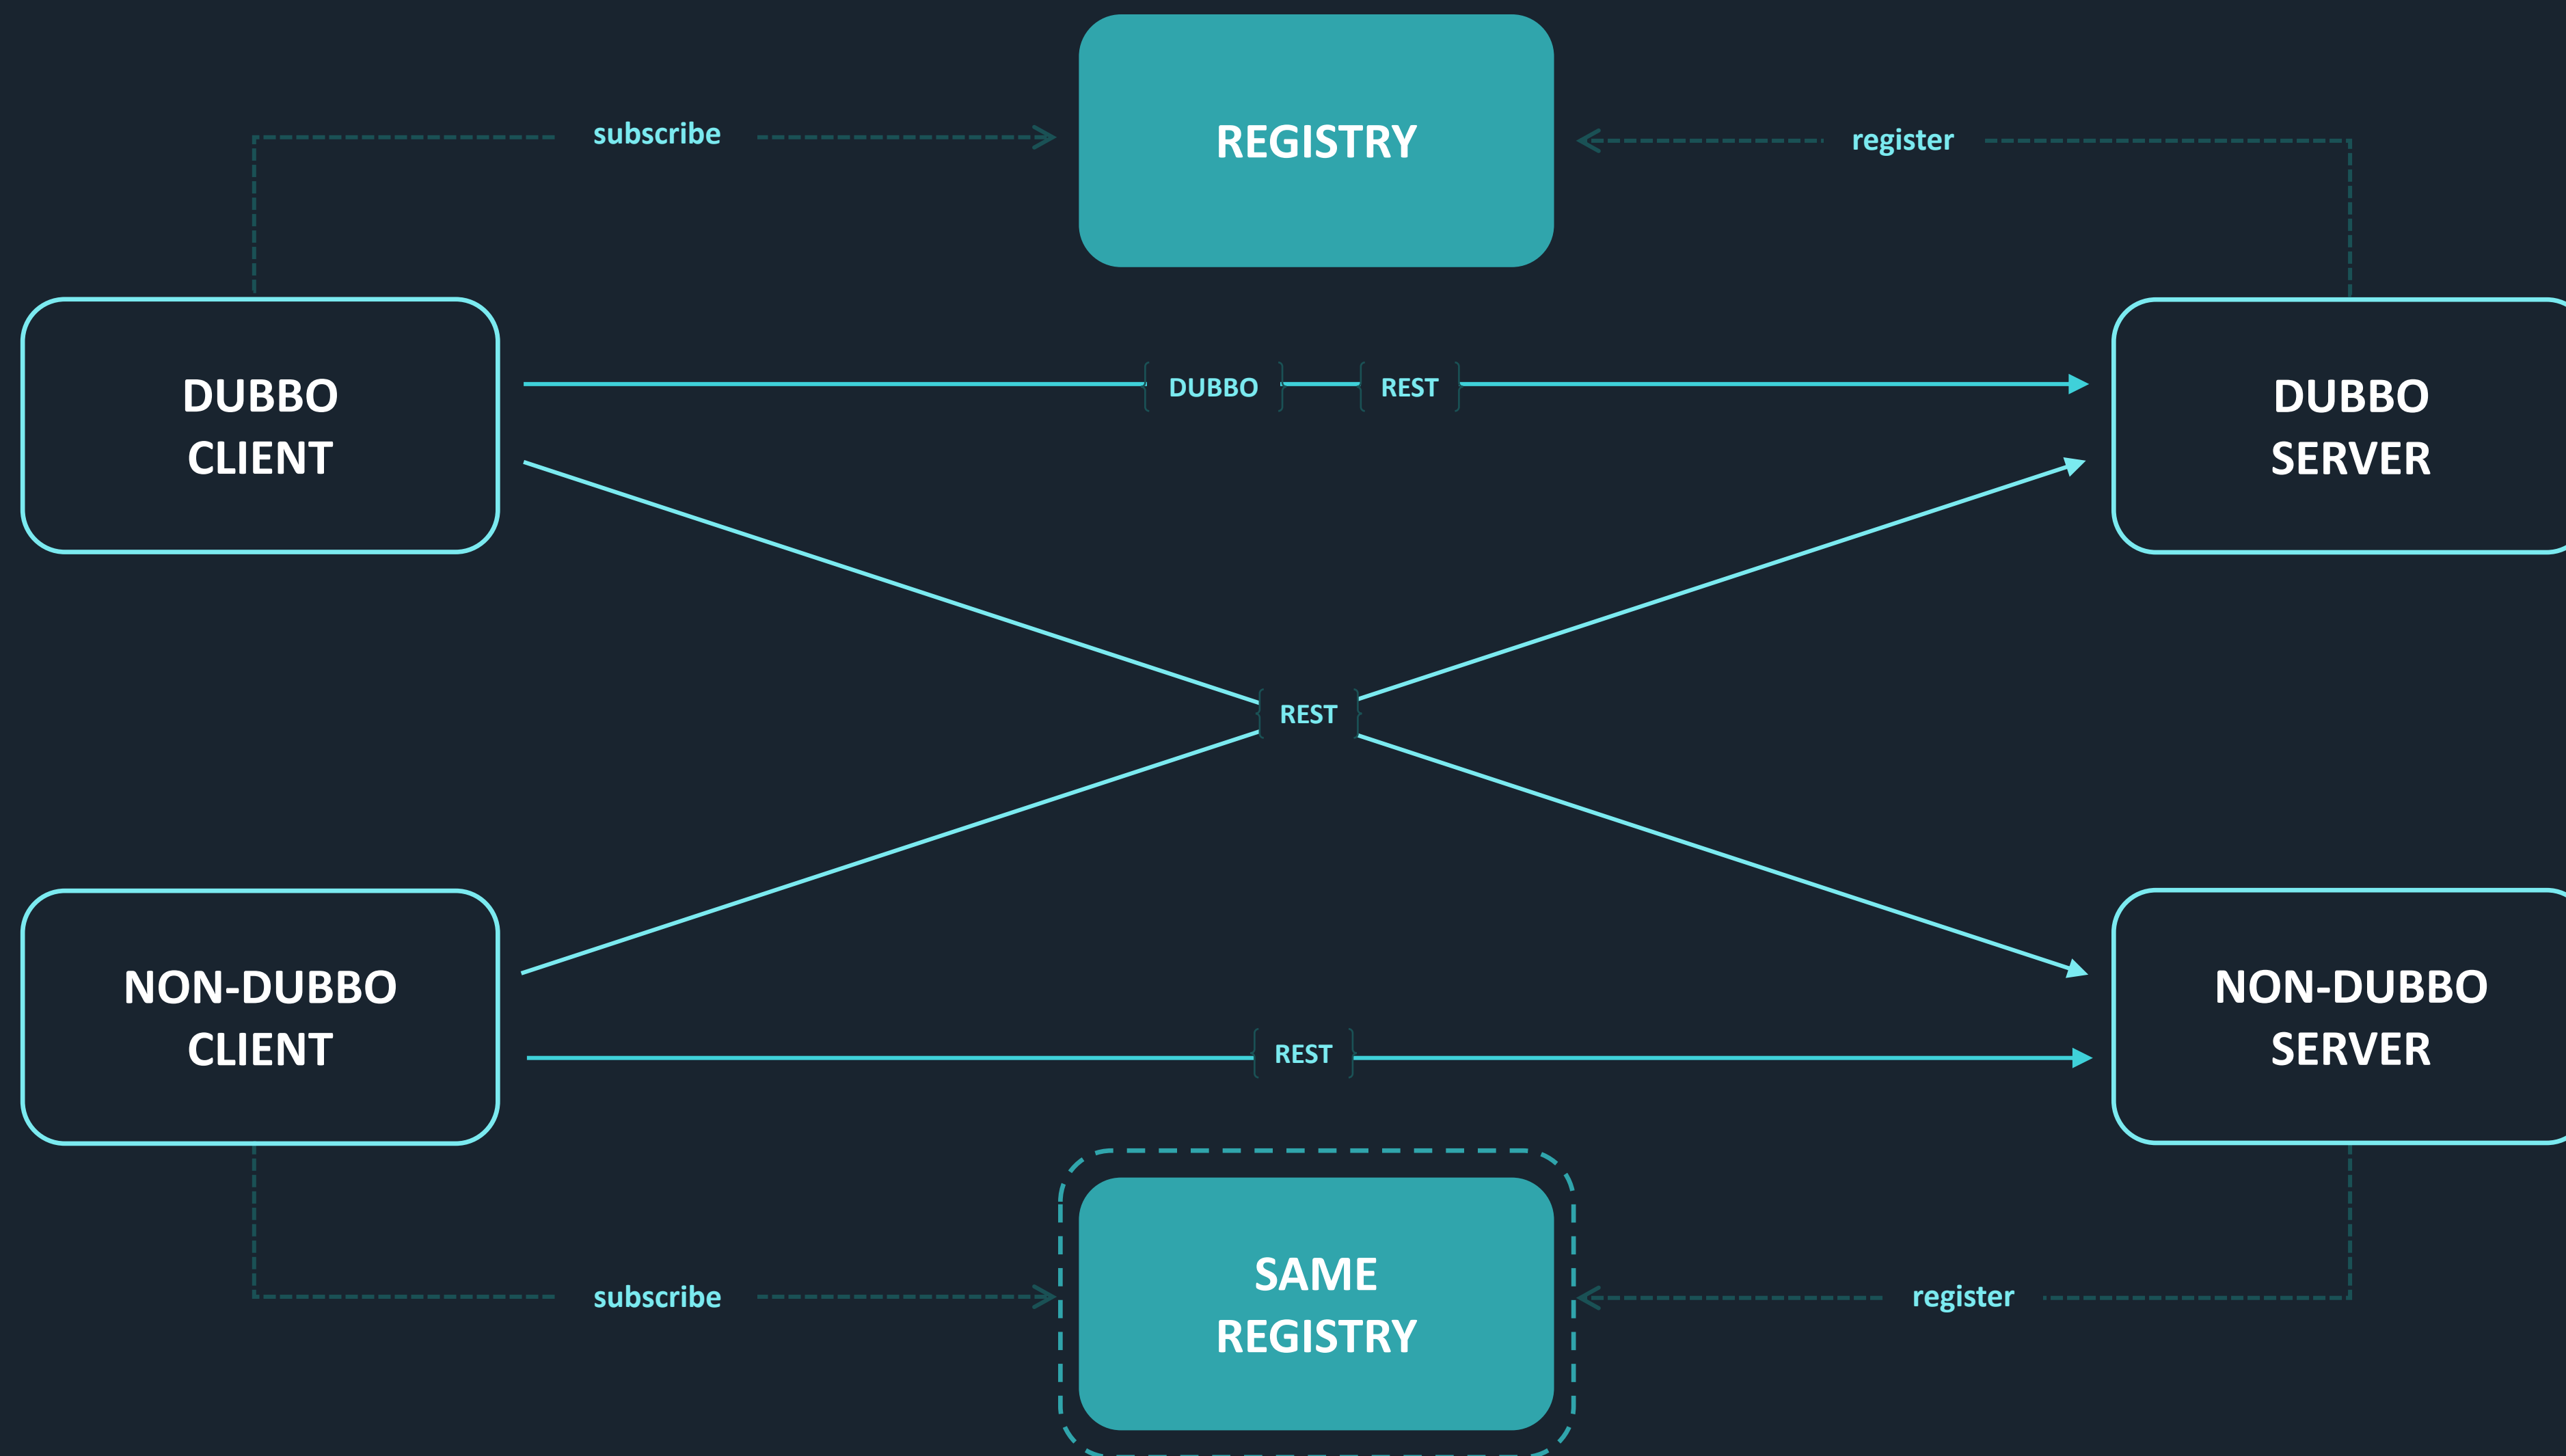 REGISTRY
subscribe
register
DUBBO
CLIENT
DUBBO
REST
DUBBO
SERVER
REST
NON-DUBBO
CLIENT
REST
NON-DUBBO
SERVER
SAME
REGISTRY
subscribe
register